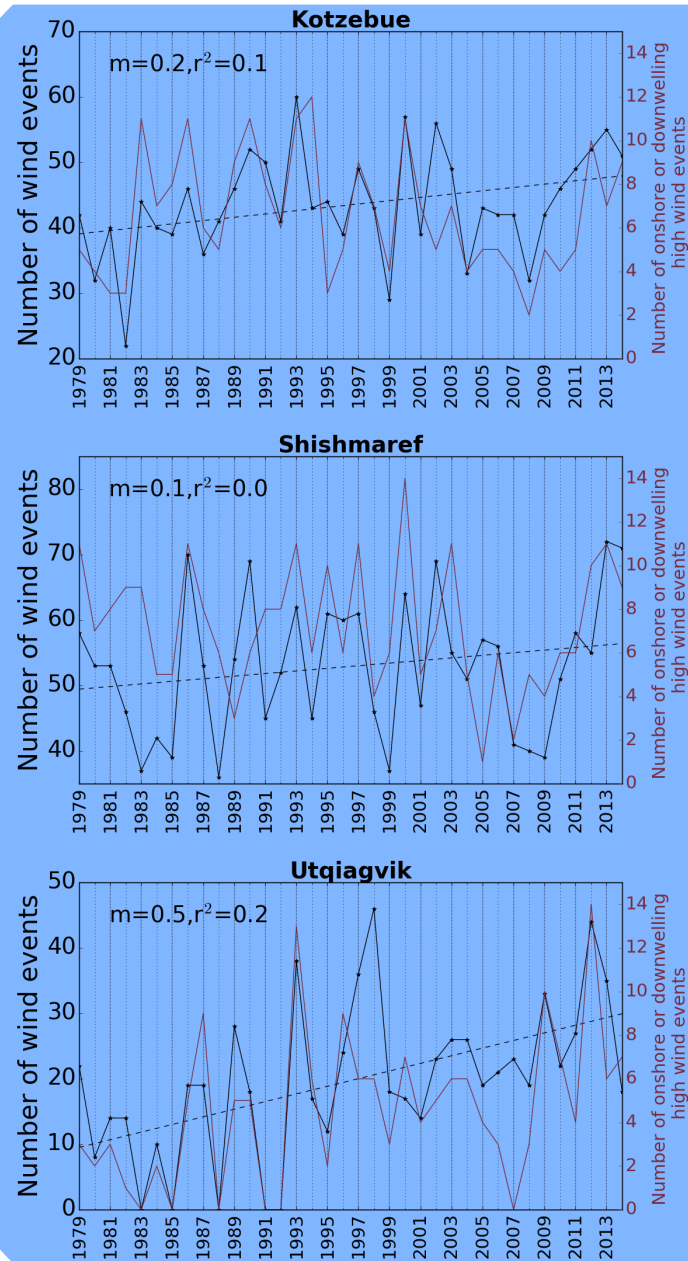 Kotzebue
m=0.2,r²=0.1
Number of wind events
70
60
50
40
30
20
14
12
10
8
6
4
2
0
Number of onshore or downwelling
high wind events
1979 1981 1983 1985 1987 1989 1991 1993 1995 1997 1999 2001 2003 2005 2007 2009 2011 2013
Shishmaref
m=0.1,r²=0.0
Number of wind events
80
70
60
50
40
14
12
10
8
6
4
2
0
Number of onshore or downwelling
high wind events
1979 1981 1983 1985 1987 1989 1991 1993 1995 1997 1999 2001 2003 2005 2007 2009 2011 2013
Utqiagvik
m=0.5,r²=0.2
Number of wind events
50
40
30
20
10
0
14
12
10
8
6
4
2
0
Number of onshore or downwelling
high wind events
1979 1981 1983 1985 1987 1989 1991 1993 1995 1997 1999 2001 2003 2005 2007 2009 2011 2013